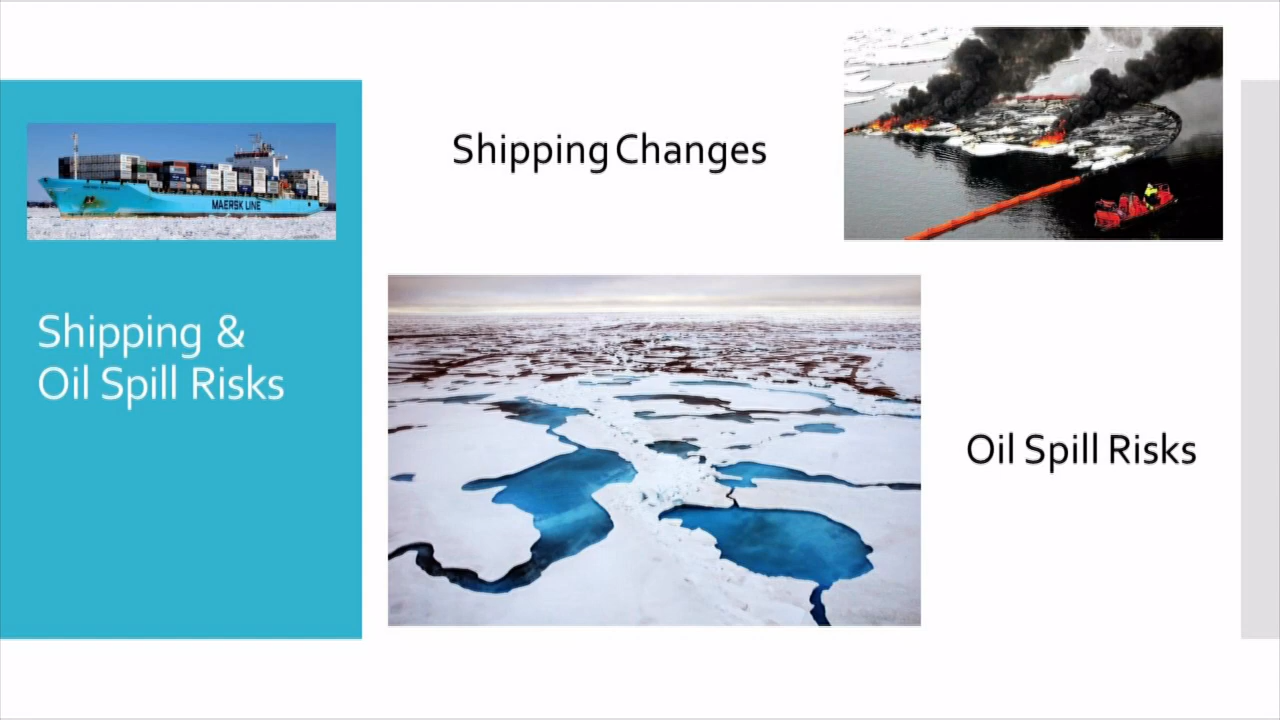 Shipping Changes
MAERSK LINE
Shipping &
Oil Spill Risks
Oil Spill Risks